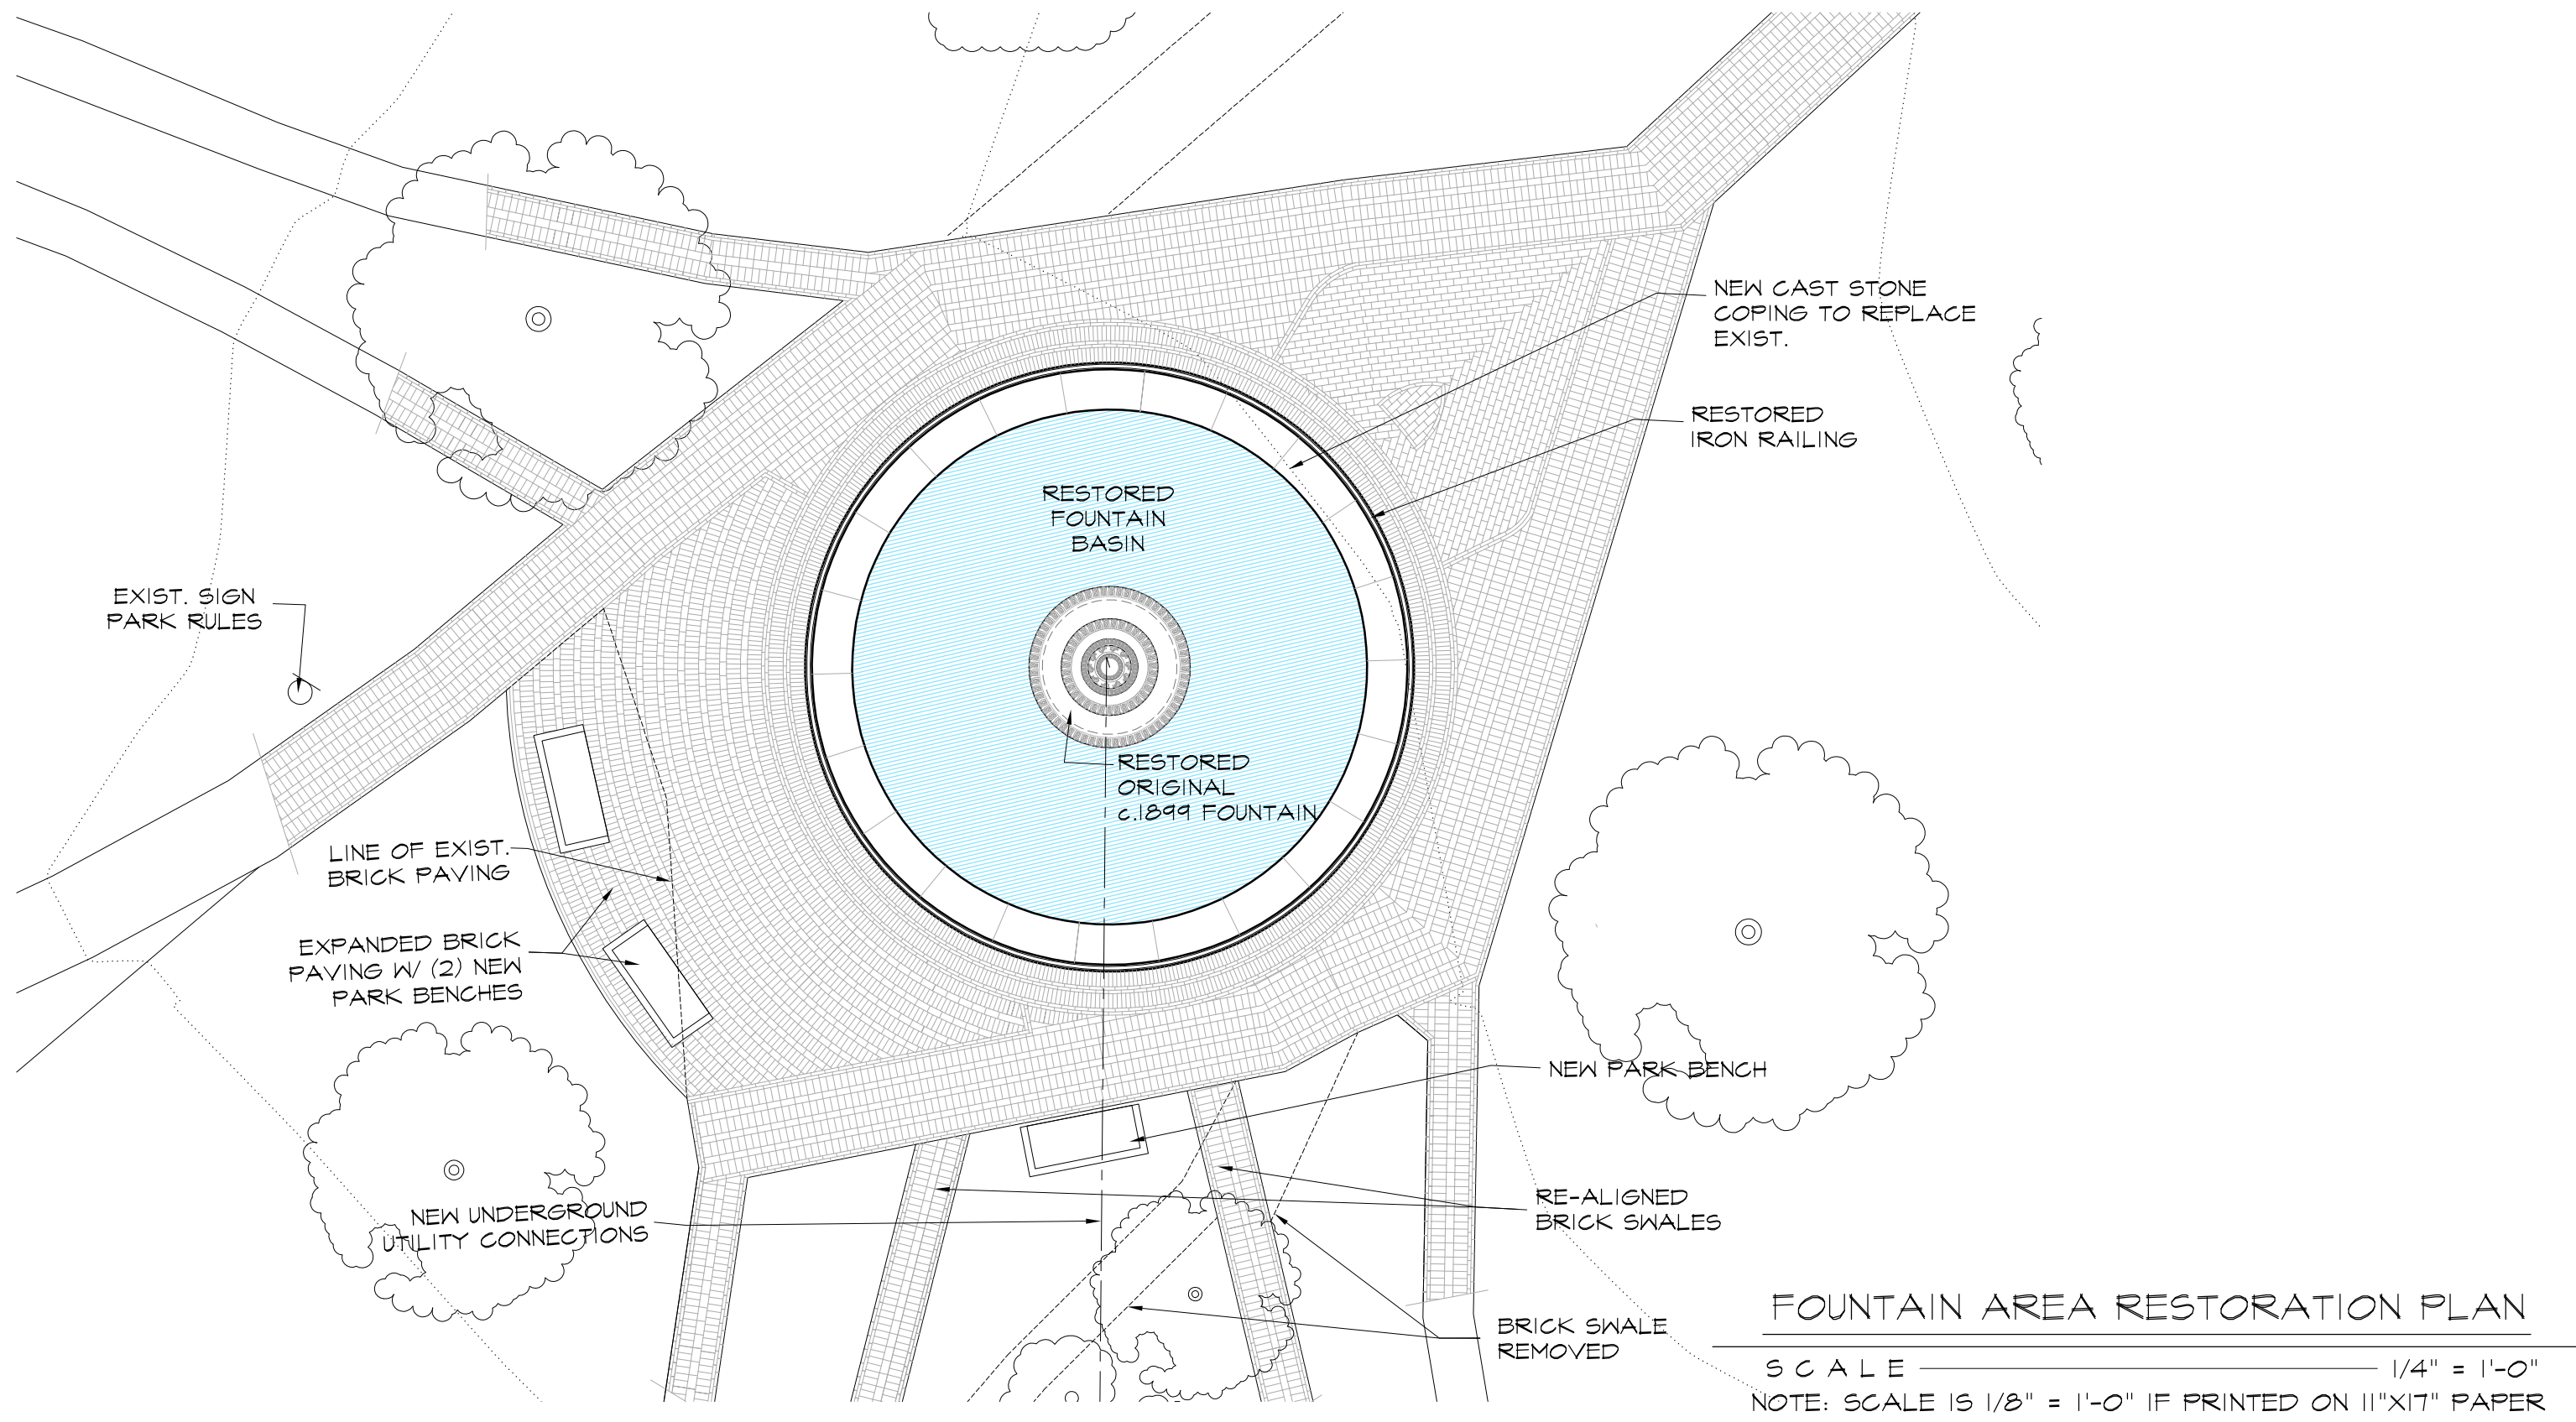 NEW CAST STONE
COPING TO REPLACE
EXIST.
RESTORED
IRON RAILING
RESTORED
FOUNTAIN
BASIN
EXIST. SIGN
PARK RULES
RESTORED
ORIGINAL
c.1899 FOUNTAIN
LINE OF EXIST.
BRICK PAVING
EXPANDED BRICK
PAVING W/ (2) NEW
PARK BENCHES
NEW PARK BENCH
RE-ALIGNED
BRICK SWALES
NEW UNDERGROUND
UTILITY CONNECTIONS
BRICK SWALE
REMOVED
FOUNTAIN AREA RESTORATION PLAN
SCALE 1/4" = 1'-0"
NOTE: SCALE IS 1/8" = 1'-0" IF PRINTED ON 11"X17" PAPER